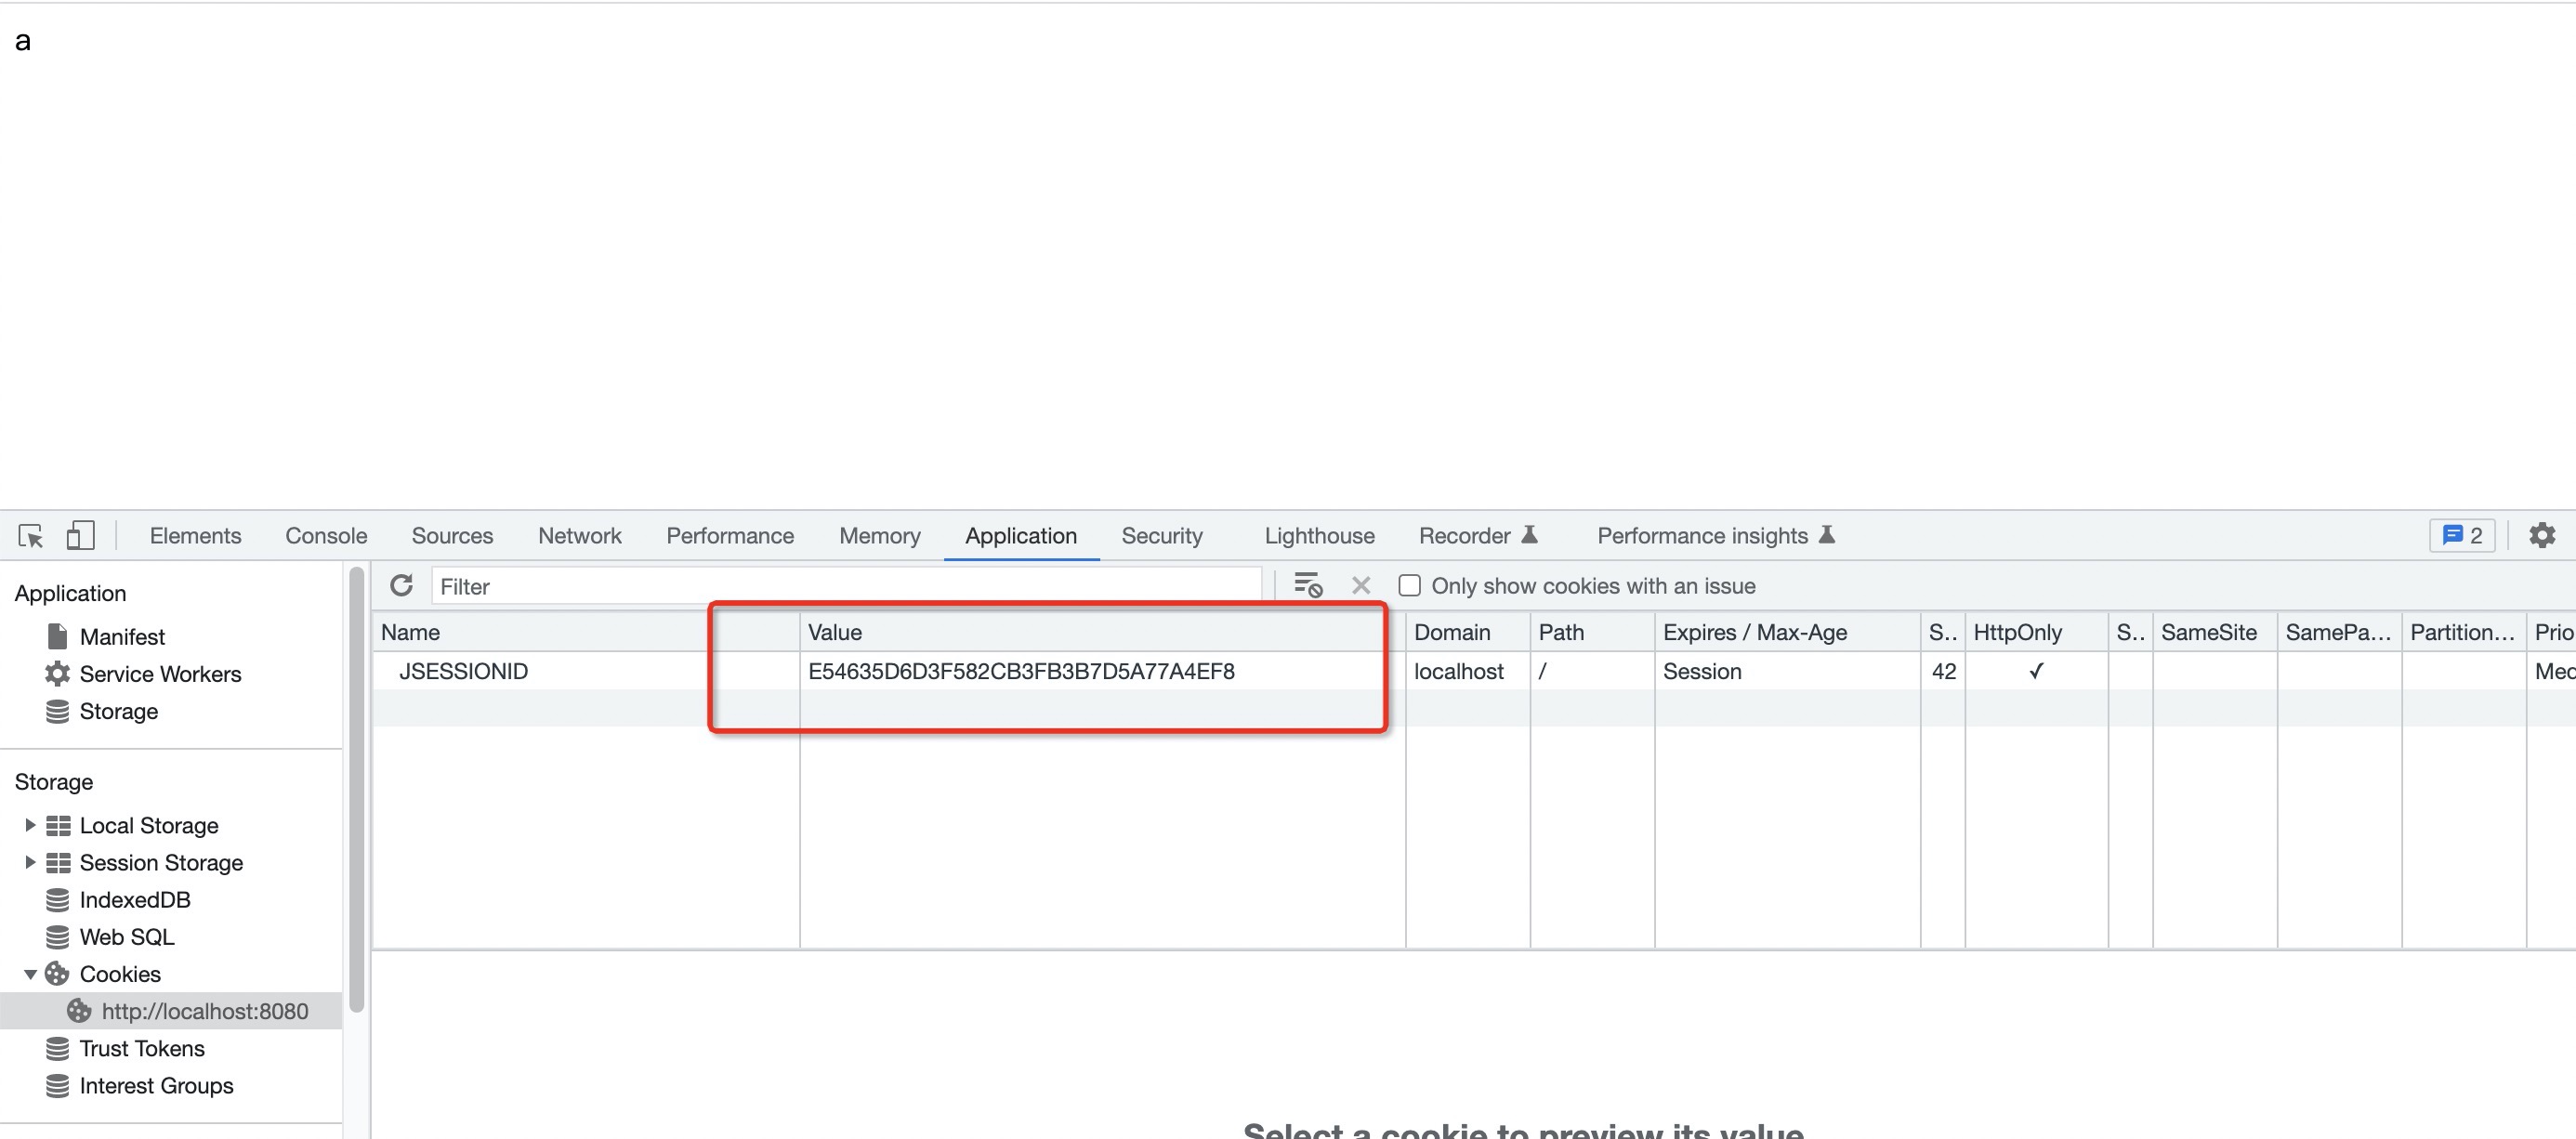 a
Elements Console Sources Network Performance Memory Application Security Lighthouse Recorder Performance insights 2
Application
Manifest
Service Workers
Storage
Storage
Local Storage
Session Storage
IndexedDB
Web SQL
Cookies
http://localhost:8080
Trust Tokens
Interest Groups
Filter Only show cookies with an issue
Name Value Domain Path Expires / Max-Age S.. HttpOnly S.. SameSite SamePa... Partition... Prio
JSESSIONID E54635D6D3F582CB3FB3B7D5A77A4EF8 localhost / Session 42 ✓ Med
Select a cookie to preview its value